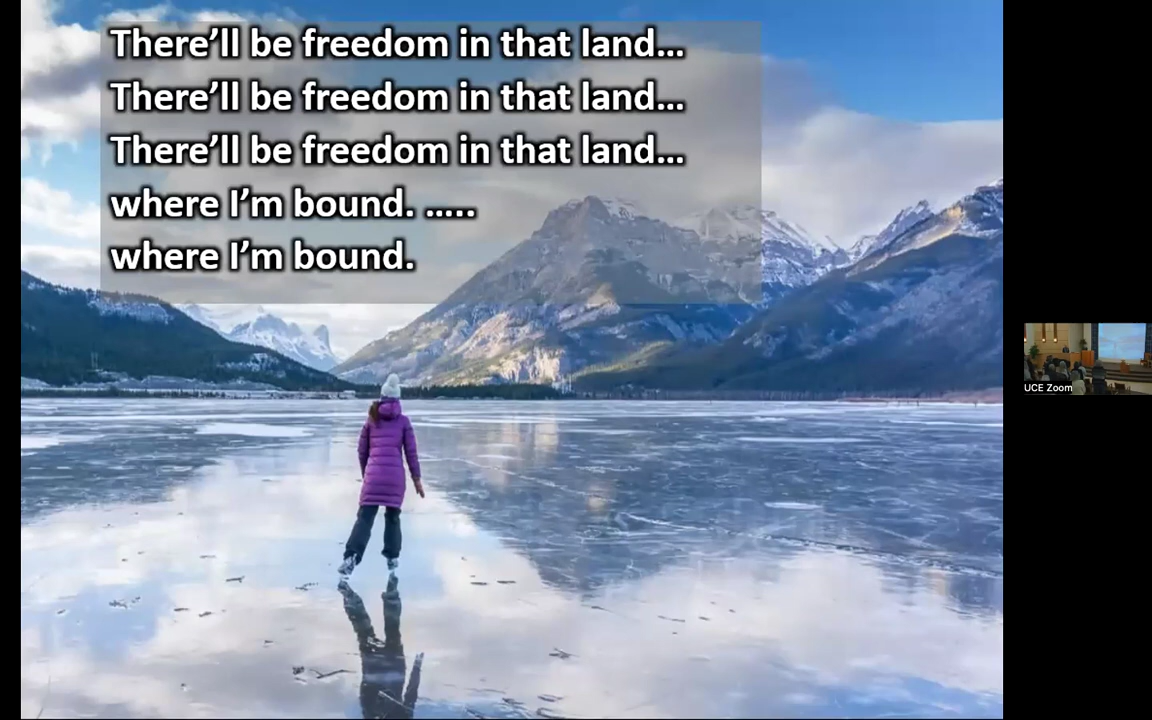 There’ll be freedom in that land...
There’ll be freedom in that land...
There’ll be freedom in that land...
where I’m bound. .....
where I’m bound.
UCE Zoom